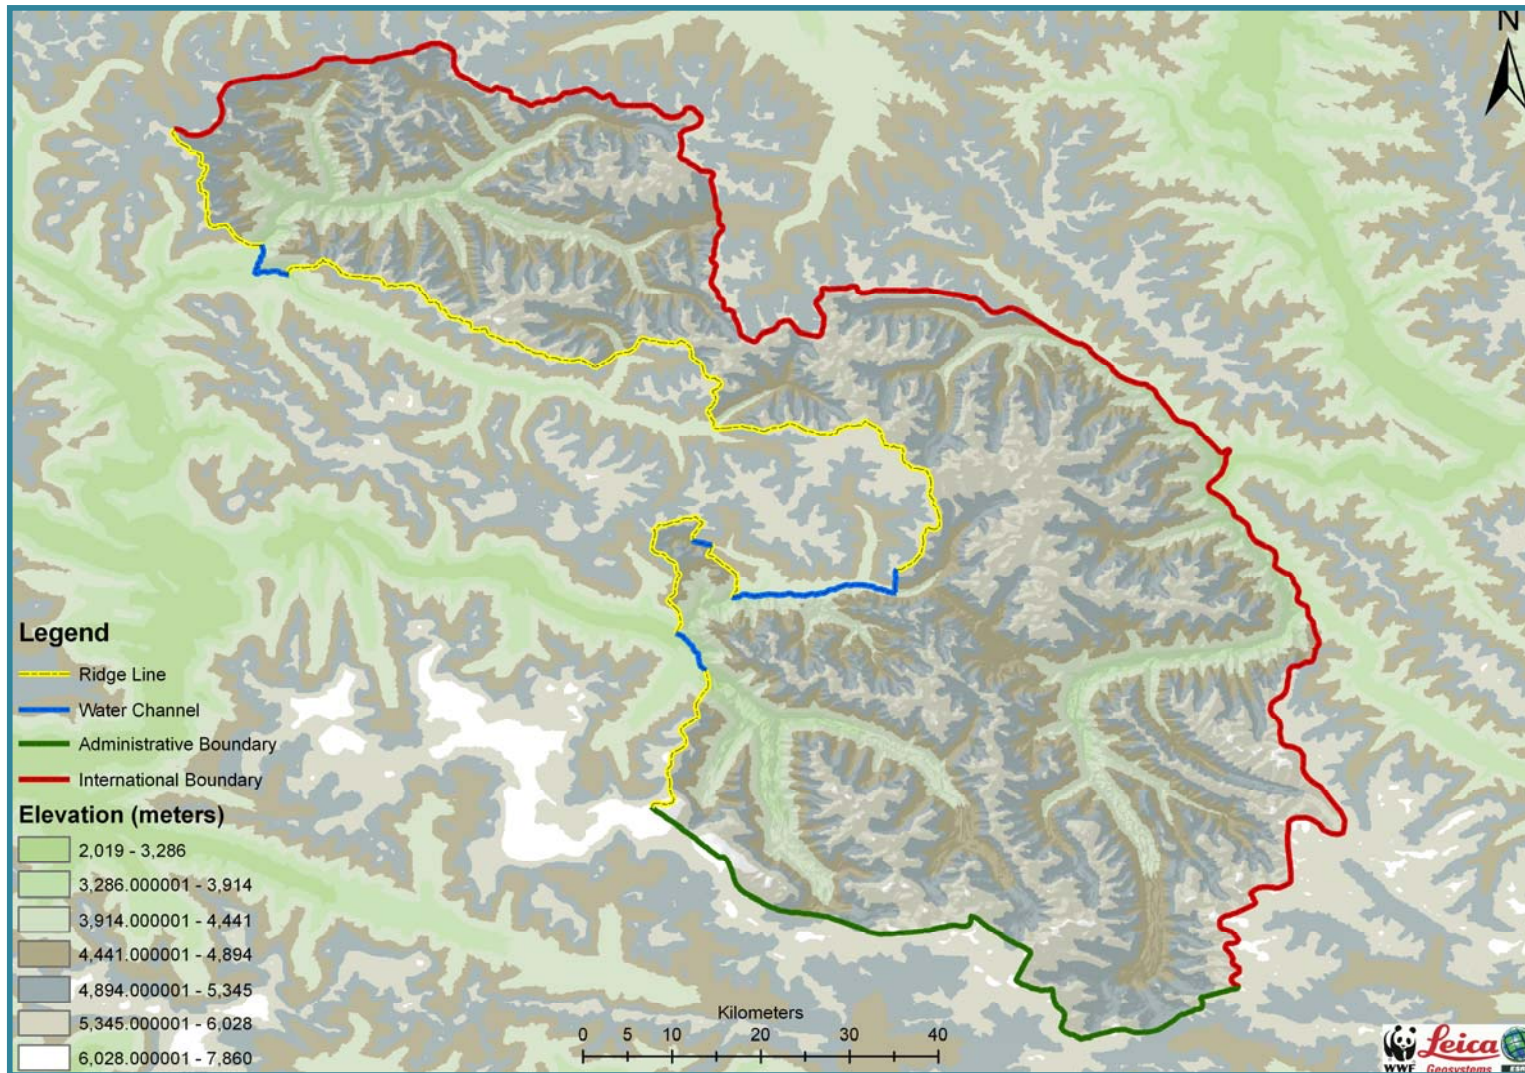 N
Legend
Ridge Line
Water Channel
Administrative Boundary
International Boundary
Elevation (meters)
2,019 - 3,286
3,286.000001 - 3,914
3,914.000001 - 4,441
4,441.000001 - 4,894
4,894.000001 - 5,345
5,345.000001 - 6,028
6,028.000001 - 7,860
Kilometers
0 5 10 20 30 40
WWF
Leica
Geosystems